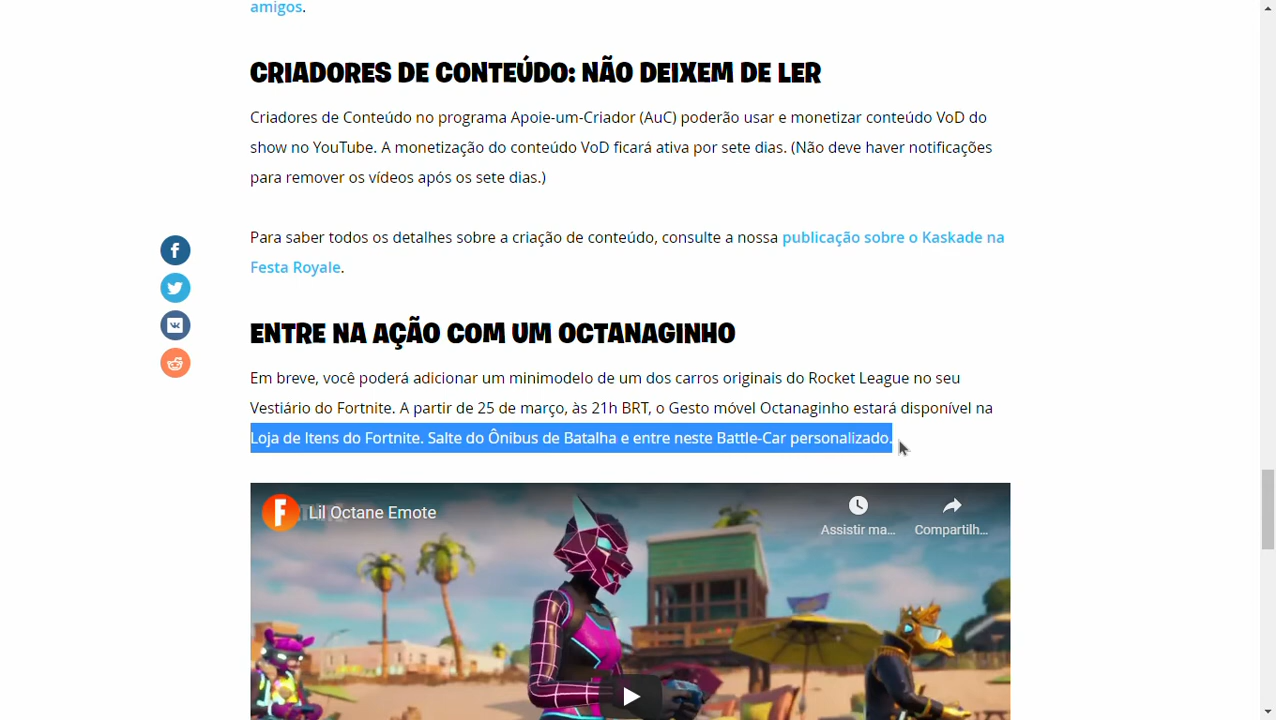 amigos.
CRIADORES DE CONTEÚDO: NÃO DEIXEM DE LER
Criadores de Conteúdo no programa Apoie-um-Criador (AuC) poderão usar e monetizar conteúdo VoD do
show no YouTube. A monetização do conteúdo VoD ficará ativa por sete dias. (Não deve haver notificações
para remover os vídeos após os sete dias.)
Para saber todos os detalhes sobre a criação de conteúdo, consulte a nossa publicação sobre o Kaskade na
Festa Royale.
ENTRE NA AÇÃO COM UM OCTANAGINHO
Em breve, você poderá adicionar um minimodelo de um dos carros originais do Rocket League no seu
Vestiário do Fortnite. A partir de 25 de março, às 21h BRT, o Gesto móvel Octanaginho estará disponível na
Loja de Itens do Fortnite. Salte do Ônibus de Batalha e entre neste Battle-Car personalizado.
Lil Octane Emote
Assistir ma...
Compartilh...